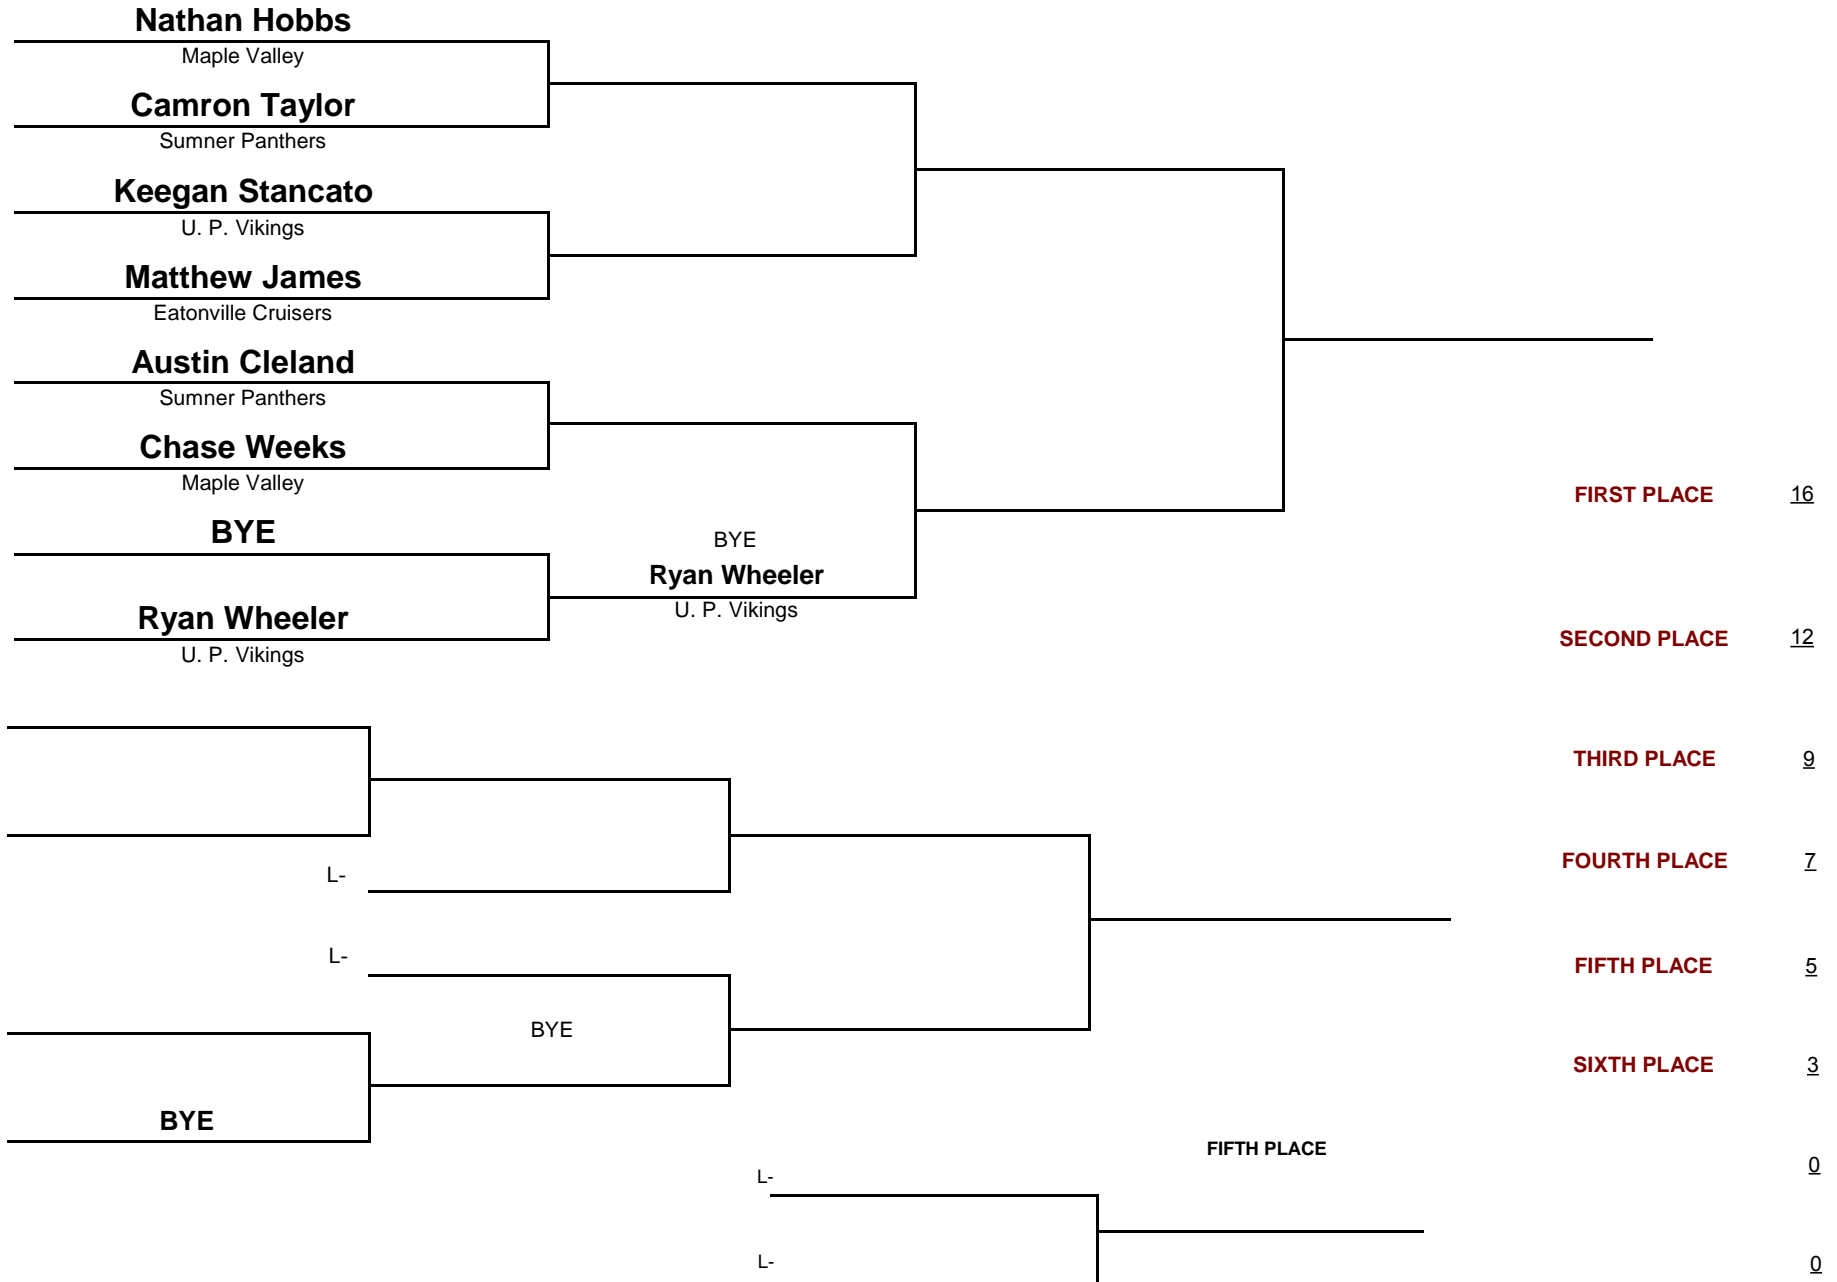 Nathan Hobbs
Maple Valley
Camron Taylor
Sumner Panthers
Keegan Stancato
U. P. Vikings
Matthew James
Eatonville Cruisers
Austin Cleland
Sumner Panthers
Chase Weeks
Maple Valley
FIRST PLACE 16
BYE
BYE
Ryan Wheeler
U. P. Vikings
Ryan Wheeler
U. P. Vikings
SECOND PLACE 12
THIRD PLACE 9
FOURTH PLACE 7
L-
L-
FIFTH PLACE 5
BYE
SIXTH PLACE 3
BYE
FIFTH PLACE
0
L-
L-
0